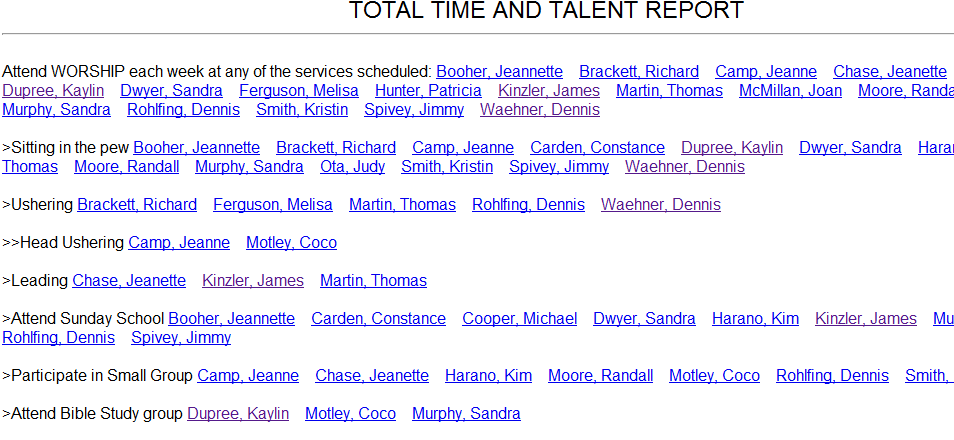 TOTAL TIME AND TALENT REPORT
Attend WORSHIP each week at any of the services scheduled: Booher, Jeannette Brackett, Richard Camp, Jeanne Chase, Jeanette
Dupree, Kaylin Dwyer, Sandra Ferguson, Melisa Hunter, Patricia Kinzler, James Martin, Thomas McMillan, Joan Moore,
Murphy, Sandra Rohlfing, Dennis Smith, Kristin Spivey, Jimmy Waehner, Dennis
>Sitting in the pew Booher, Jeannette Brackett, Richard Camp, Jeanne Carden, Constance Dupree, Kaylin Dwyer, Sandra
Thomas Moore, Randall Murphy, Sandra Ota, Judy Smith, Kristin Spivey, Jimmy Waehner, Dennis
>Ushering Brackett, Richard Ferguson, Melisa Martin, Thomas Rohlfing, Dennis Waehner, Dennis
>>Head Ushering Camp, Jeanne Motley, Coco
>Leading Chase, Jeanette Kinzler, James Martin, Thomas
>Attend Sunday School Booher, Jeannette Carden, Constance Cooper, Michael Dwyer, Sandra Harano, Kim Kinzler, James
Rohlfing, Dennis Spivey, Jimmy
>Participate in Small Group Camp, Jeanne Chase, Jeanette Harano, Kim Moore, Randall Motley, Coco Rohlfing, Dennis Smith,
>Attend Bible Study group Dupree, Kaylin Motley, Coco Murphy, Sandra